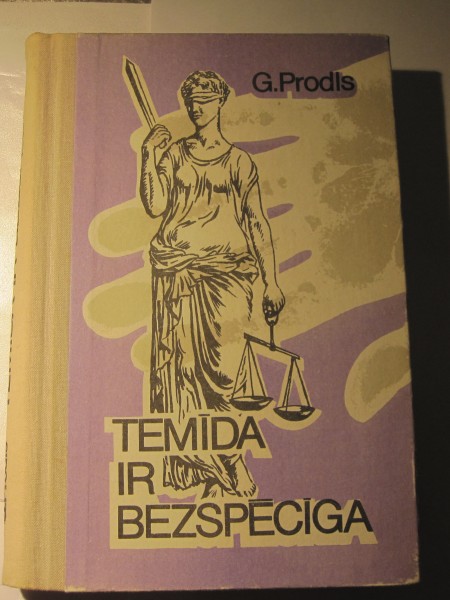 G.Prodls
TEMĪDA
IR
BEZSPĒCĪGA